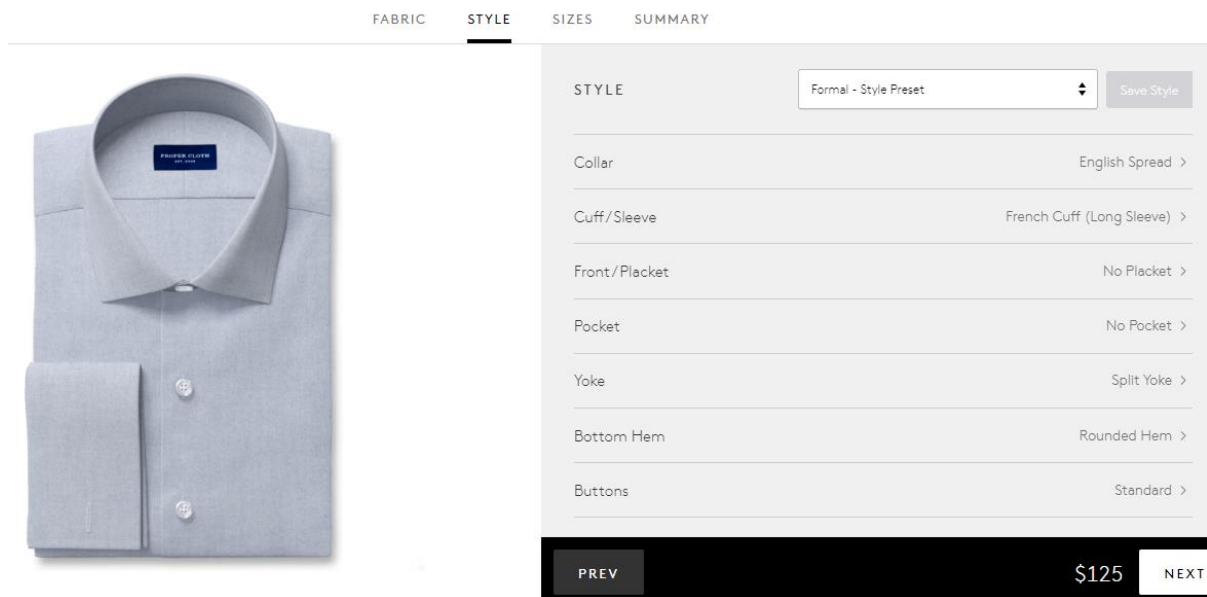 FABRIC STYLE SIZES SUMMARY
PROPER CLOTH
STYLE Formal - Style Preset Save Style
Collar English Spread >
Cuff/Sleeve French Cuff (Long Sleeve) >
Front/Placket No Placket >
Pocket No Pocket >
Yoke Split Yoke >
Bottom Hem Rounded Hem >
Buttons Standard >
PREV $125 NEXT